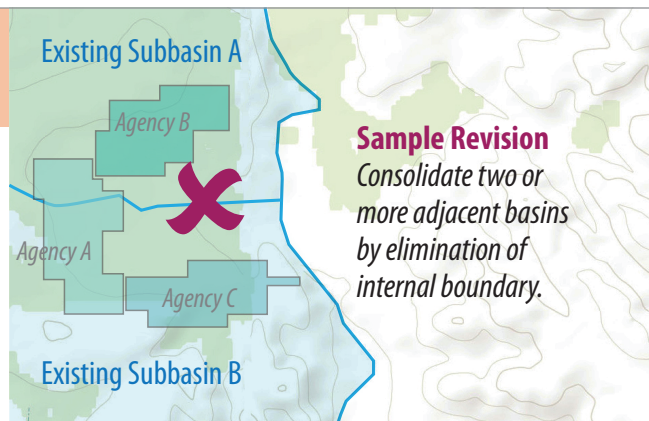 Existing Subbasin A
Agency B
Sample Revision
Consolidate two or
more adjacent basins
by elimination of
internal boundary.
Agency A
Agency C
Existing Subbasin B